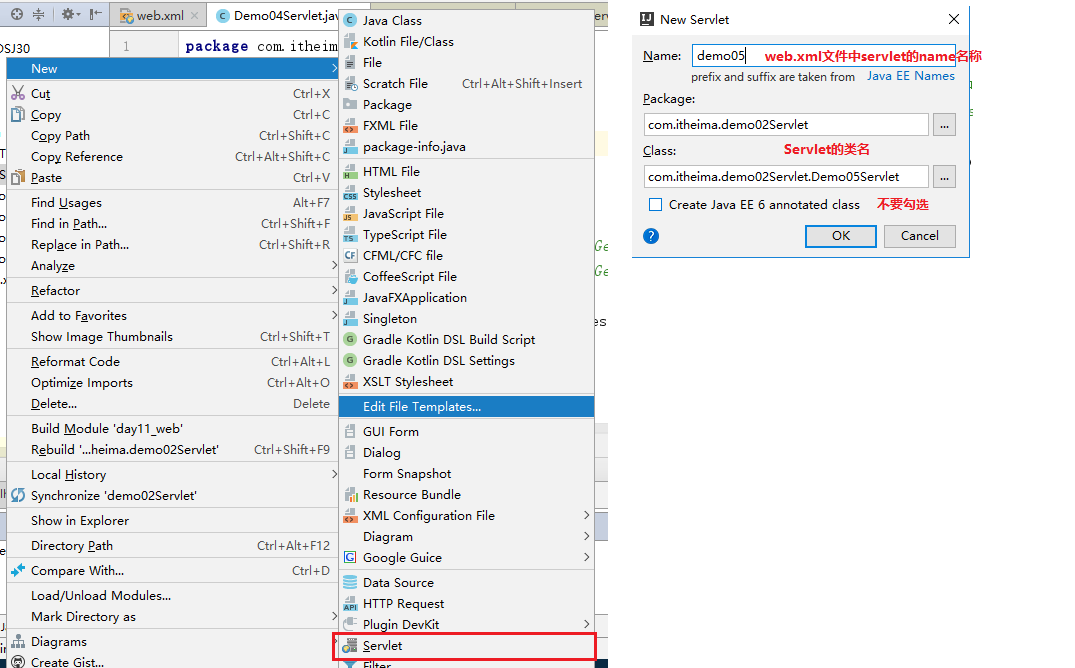 web.xml
Demo04Servlet.jav
DSJ30
1
package com.itheim
New
Cut Ctrl+X
Copy Ctrl+C
Copy Path Ctrl+Shift+C
Copy Reference Ctrl+Alt+Shift+C
Paste Ctrl+V
Find Usages Alt+F7
Find in Path... Ctrl+Shift+F
Replace in Path... Ctrl+Shift+R
Analyze
Refactor
Add to Favorites
Show Image Thumbnails Ctrl+Shift+T
Reformat Code Ctrl+Alt+L
Optimize Imports Ctrl+Alt+O
Delete... Delete
Build Module 'day11_web'
Rebuild '...heima.demo02Servlet' Ctrl+Shift+F9
Local History
Synchronize 'demo02Servlet'
Show in Explorer
Directory Path Ctrl+Alt+F12
Compare With... Ctrl+D
Load/Unload Modules...
Mark Directory as
Diagrams
Create Gist...
Java Class
Kotlin File/Class
File
Scratch File Ctrl+Alt+Shift+Insert
Package
FXML File
package-info.java
HTML File
Stylesheet
JavaScript File
TypeScript File
CFML/CFC file
CoffeeScript File
JavaFXApplication
Singleton
Gradle Kotlin DSL Build Script
Gradle Kotlin DSL Settings
XSLT Stylesheet
Edit File Templates...
GUI Form
Dialog
Form Snapshot
Resource Bundle
XML Configuration File
Diagram
Google Guice
Data Source
HTTP Request
Plugin DevKit
Servlet
Filter
Ge
Ge
es
New Servlet
Name: demo05 web.xml文件中servlet的name名称
prefix and suffix are taken from Java EE Names
Package:
com.itheima.demo02Servlet ...
Class: Servlet的类名
com.itheima.demo02Servlet.Demo05Servlet ...
Create Java EE 6 annotated class 不要勾选
? OK Cancel